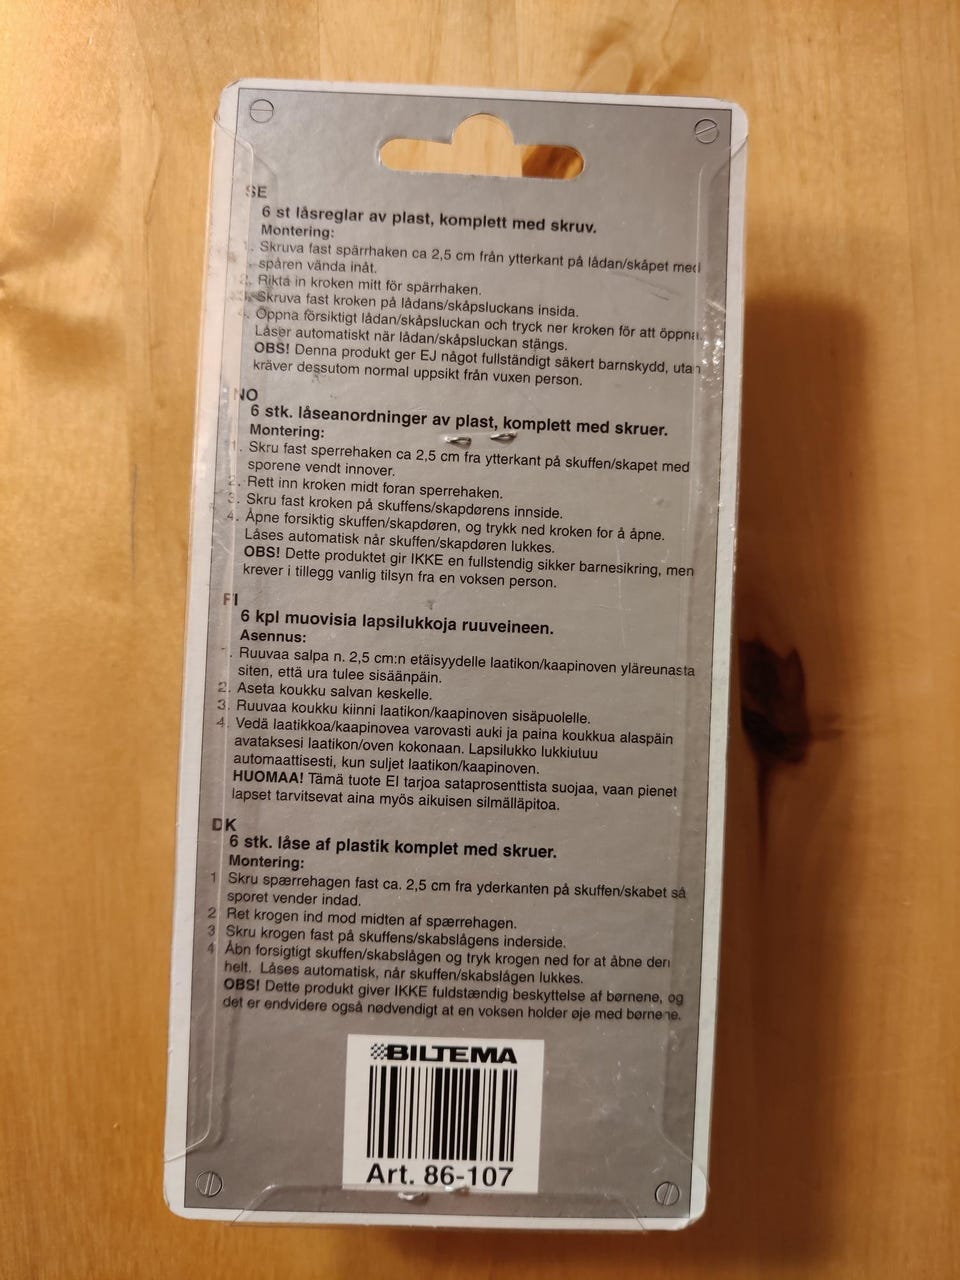 SE
6 st låsreglar av plast, komplett med skruv.
Montering:
1. Skruva fast spärrhaken ca 2,5 cm från ytterkant på lådan/skåpet med
spåren vända inåt.
2. Rikta in kroken mitt för spärrhaken.
3. Skruva fast kroken på lådans/skåpsluckans insida.
4. Öppna försiktigt lådan/skåpsluckan och tryck ner kroken för att öppna.
Låser automatiskt när lådan/skåpsluckan stängs.
OBS! Denna produkt ger EJ något fullständigt säkert barnskydd, utan
kräver dessutom normal uppsikt från vuxen person.
NO
6 stk. låseanordninger av plast, komplett med skruer.
Montering:
1. Skru fast sperrehaken ca 2,5 cm fra ytterkant på skuffen/skapet med
sporene vendt innover.
2. Rett inn kroken midt foran sperrehaken.
3. Skru fast kroken på skuffens/skapdørens innside.
4. Åpne forsiktig skuffen/skapdøren, og trykk ned kroken for å åpne.
Låses automatisk når skuffen/skapdøren lukkes.
OBS! Dette produktet gir IKKE en fullstendig sikker barnesikring, men
krever i tillegg vanlig tilsyn fra en voksen person.
FI
6 kpl muovisia lapsilukkoja ruuveineen.
Asennus:
1. Ruuvaa salpa n. 2,5 cm:n etäisyydelle laatikon/kaapinoven yläreunasta
siten, että ura tulee sisäänpäin.
2. Aseta koukku salvan keskelle.
3. Ruuvaa koukku kiinni laatikon/kaapinoven sisäpuolelle.
4. Vedä laatikkoa/kaapinovea varovasti auki ja paina koukkua alaspäin
avataksesi laatikon/oven kokonaan. Lapsilukko lukkiutuu
automaattisesti, kun suljet laatikon/kaapinoven.
HUOMAA! Tämä tuote EI tarjoa sataprosenttista suojaa, vaan pienet
lapset tarvitsevat aina myös aikuisen silmälläpitoa.
DK
6 stk. låse af plastik komplet med skruer.
Montering:
1 Skru spærrehagen fast ca. 2,5 cm fra yderkanten på skuffen/skabet så
sporet vender indad.
2 Ret krogen ind mod midten af spærrehagen.
3 Skru krogen fast på skuffens/skabslågens inderside.
4 Åbn forsigtigt skuffen/skabslågen og tryk krogen ned for at åbne den
helt. Låses automatisk, når skuffen/skabslågen lukkes.
OBS! Dette produkt giver IKKE fuldstændig beskyttelse af børnene, og
det er endvidere også nødvendigt at en voksen holder øje med børnene.
BILTEMA
Art. 86-107